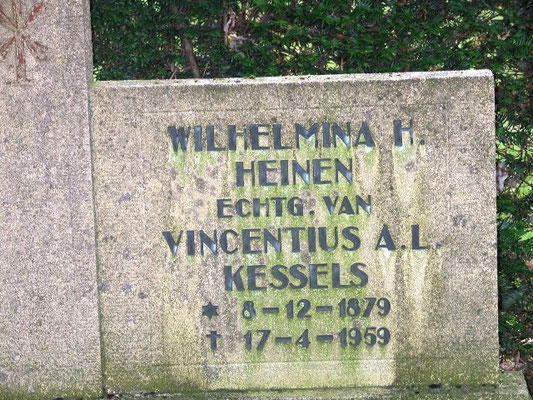 WILHELMINA H.
HEINEN
ECHTG. VAN
VINCENTIUS A.L.
KESSELS
* 8-12-1879
† 17-4-1959